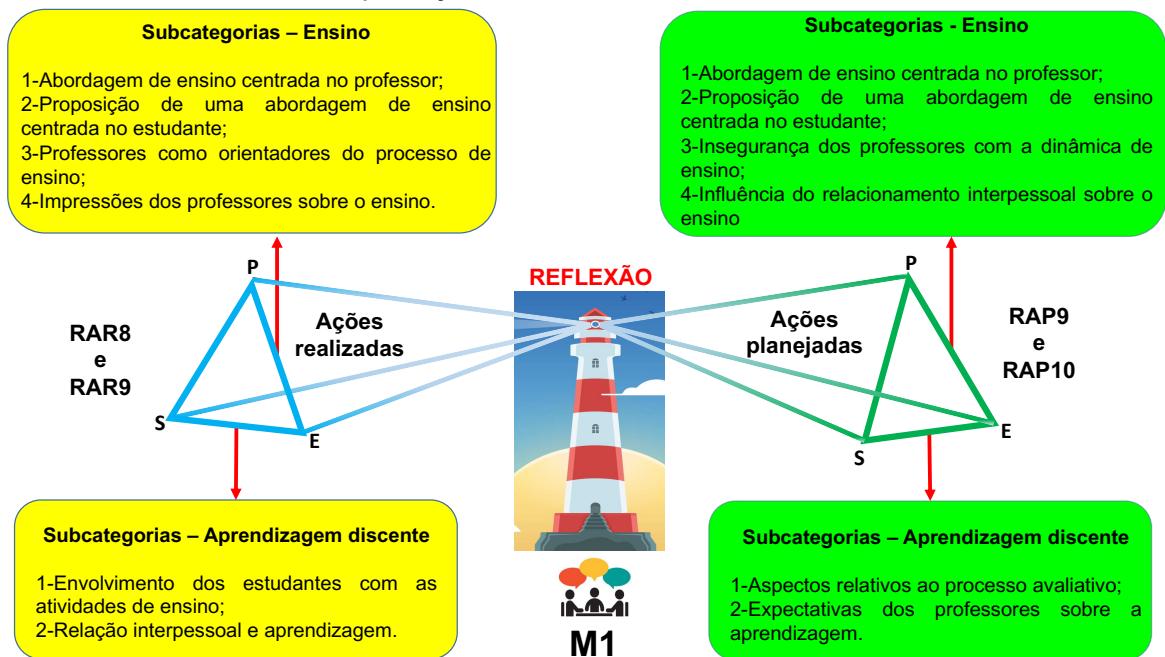 Subcategorias – Ensino
1-Abordagem de ensino centrada no professor;
2-Proposição de uma abordagem de ensino
centrada no estudante;
3-Professores como orientadores do processo de
ensino;
4-Impressões dos professores sobre o ensino.
Subcategorias - Ensino
1-Abordagem de ensino centrada no professor;
2-Proposição de uma abordagem de ensino
centrada no estudante;
3-Insegurança dos professores com a dinâmica de
ensino;
4-Influência do relacionamento interpessoal sobre o
ensino
P
S
E
RAR8
e
RAR9
Ações
realizadas
REFLEXÃO
Ações
planejadas
P
S
E
RAP9
e
RAP10
Subcategorias – Aprendizagem discente
1-Envolvimento dos estudantes com as
atividades de ensino;
2-Relação interpessoal e aprendizagem.
M1
Subcategorias – Aprendizagem discente
1-Aspectos relativos ao processo avaliativo;
2-Expectativas dos professores sobre a
aprendizagem.